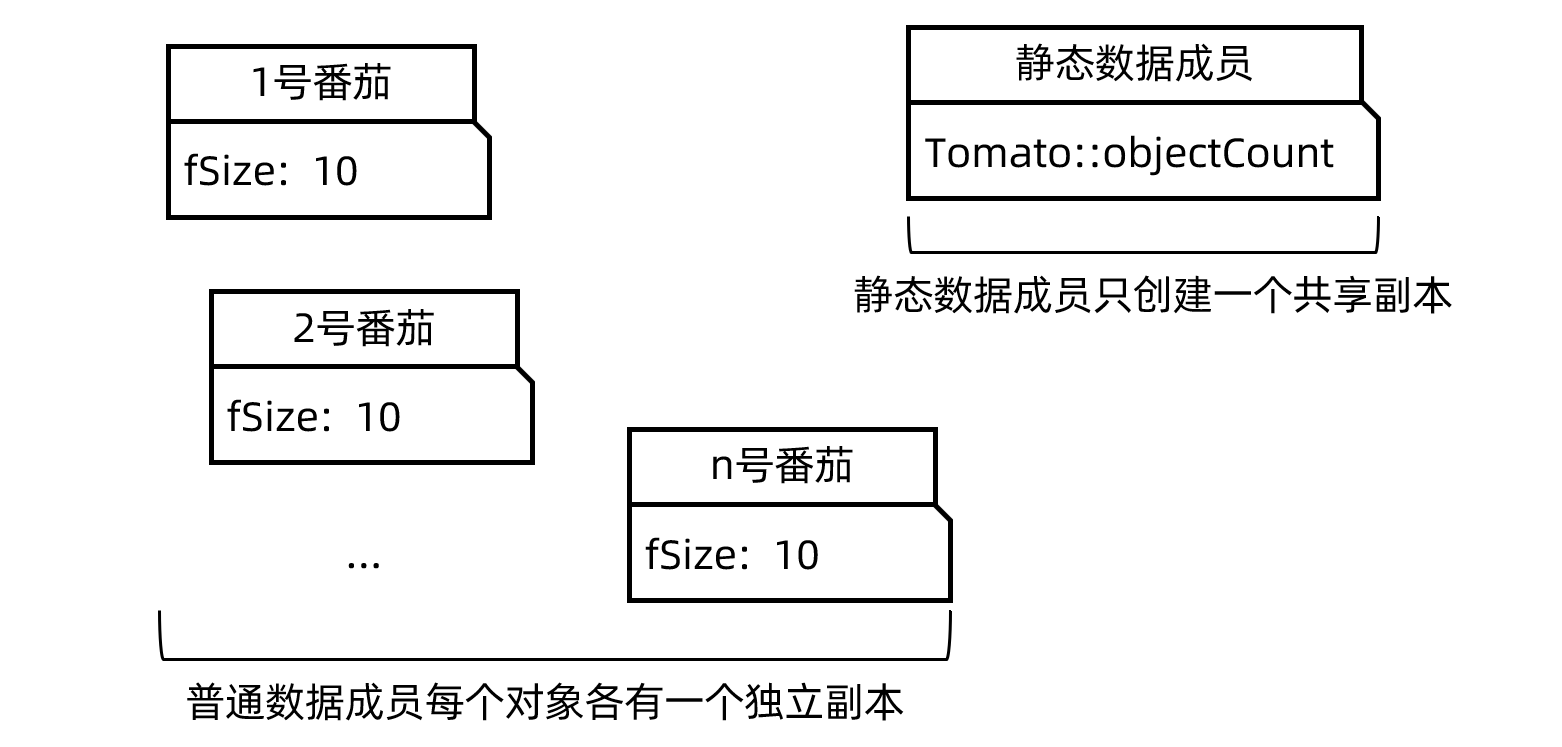 1号番茄
fSize: 10
静态数据成员
Tomato::objectCount
静态数据成员只创建一个共享副本
2号番茄
fSize: 10
n号番茄
fSize: 10
...
普通数据成员每个对象各有一个独立副本